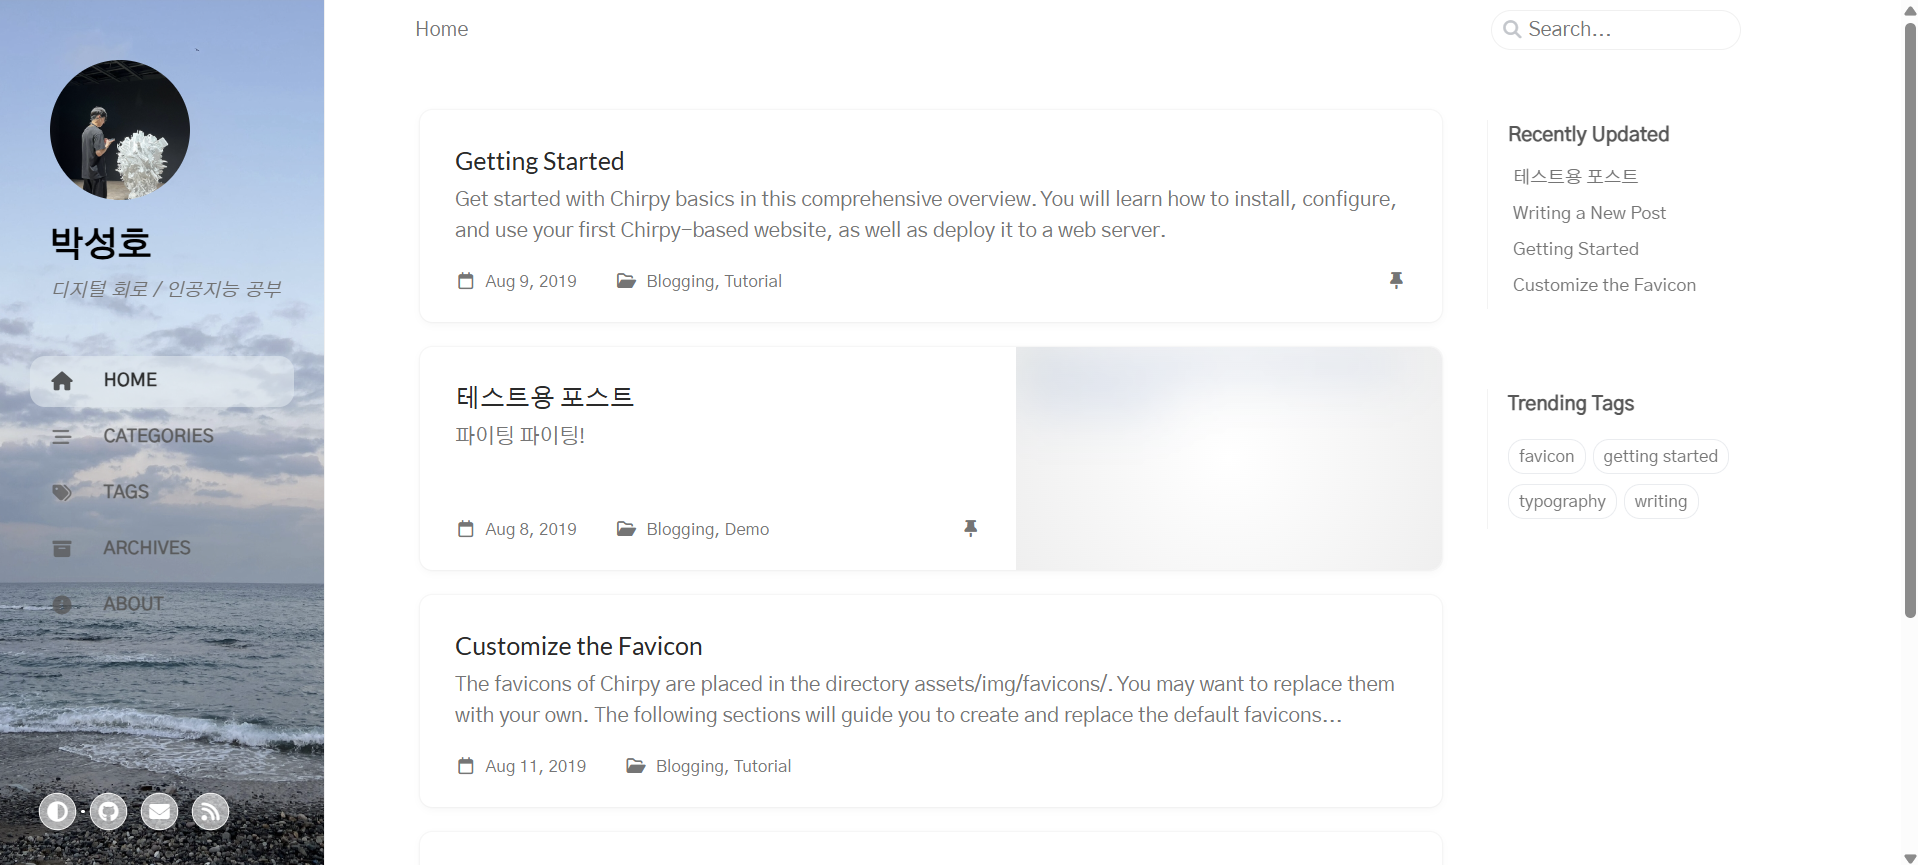 박성호
디지털 회로 / 인공지능 공부
HOME
CATEGORIES
TAGS
ARCHIVES
ABOUT
Home
Search...
Getting Started
Get started with Chirpy basics in this comprehensive overview. You will learn how to install, configure,
and use your first Chirpy-based website, as well as deploy it to a web server.
Aug 9, 2019 Blogging, Tutorial
테스트용 포스트
파이팅 파이팅!
Aug 8, 2019 Blogging, Demo
Customize the Favicon
The favicons of Chirpy are placed in the directory assets/img/favicons/. You may want to replace them
with your own. The following sections will guide you to create and replace the default favicons...
Aug 11, 2019 Blogging, Tutorial
Recently Updated
테스트용 포스트
Writing a New Post
Getting Started
Customize the Favicon
Trending Tags
favicon getting started
typography writing